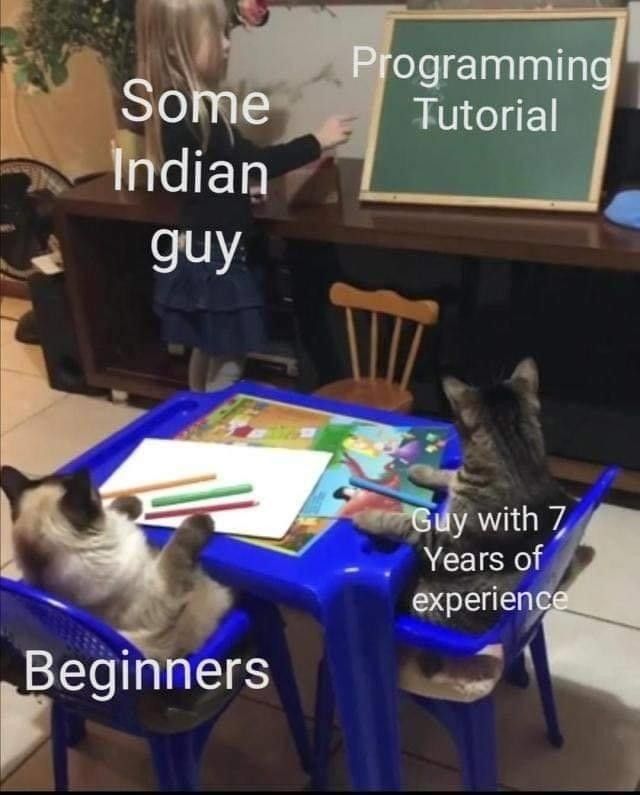 Programming
Tutorial
Some
Indian
guy
Guy with 7
Years of
experience
Beginners